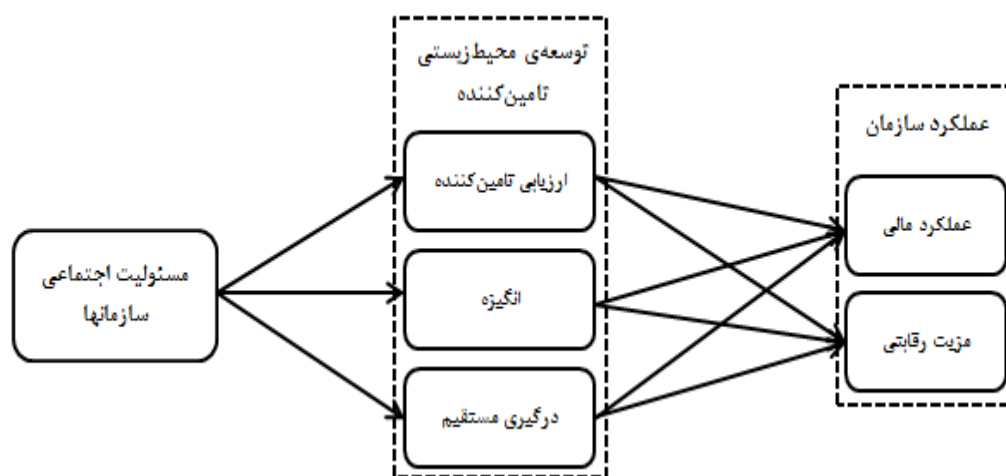 توسعه‌ی محیط‌زیستی
تامین‌کننده
ارزیابی تامین‌کننده
انگیزه
درگیری مستقیم
مسئولیت اجتماعی
سازمانها
عملکرد سازمان
عملکرد مالی
مزیت رقابتی